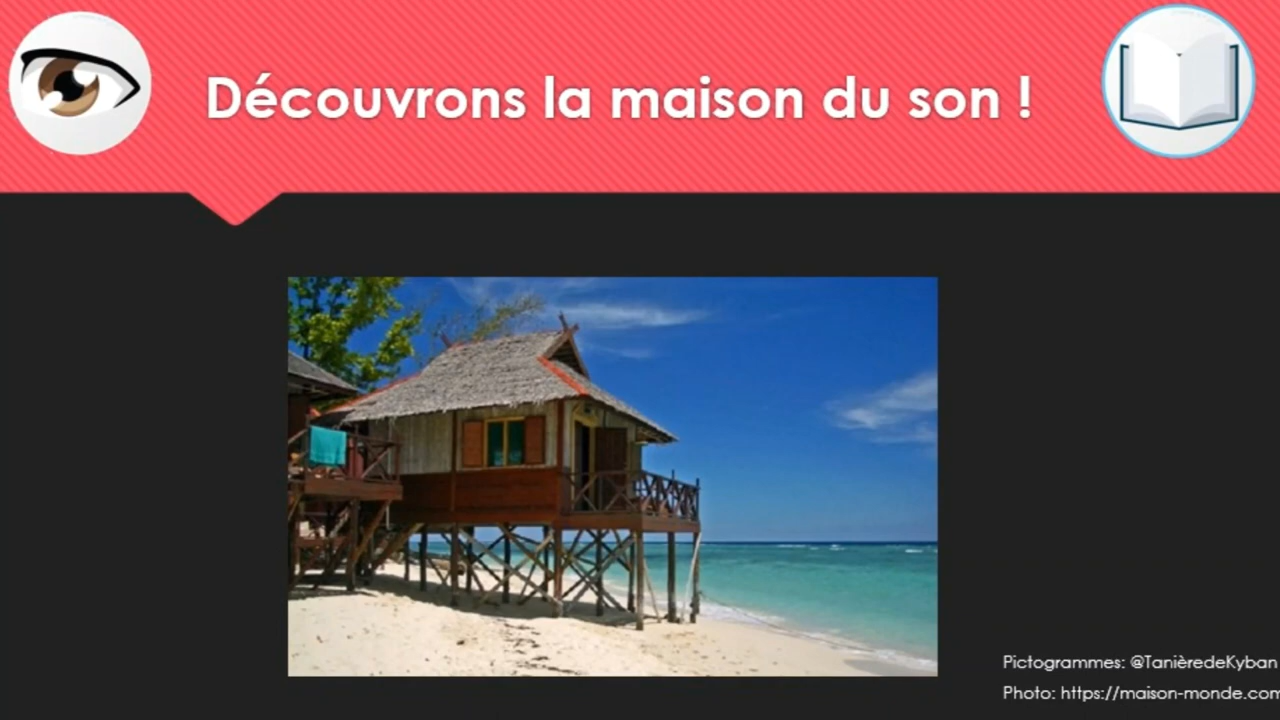 Découvrons la maison du son !
Pictogrammes: @TanièredeKyban
Photo: https://maison-monde.com